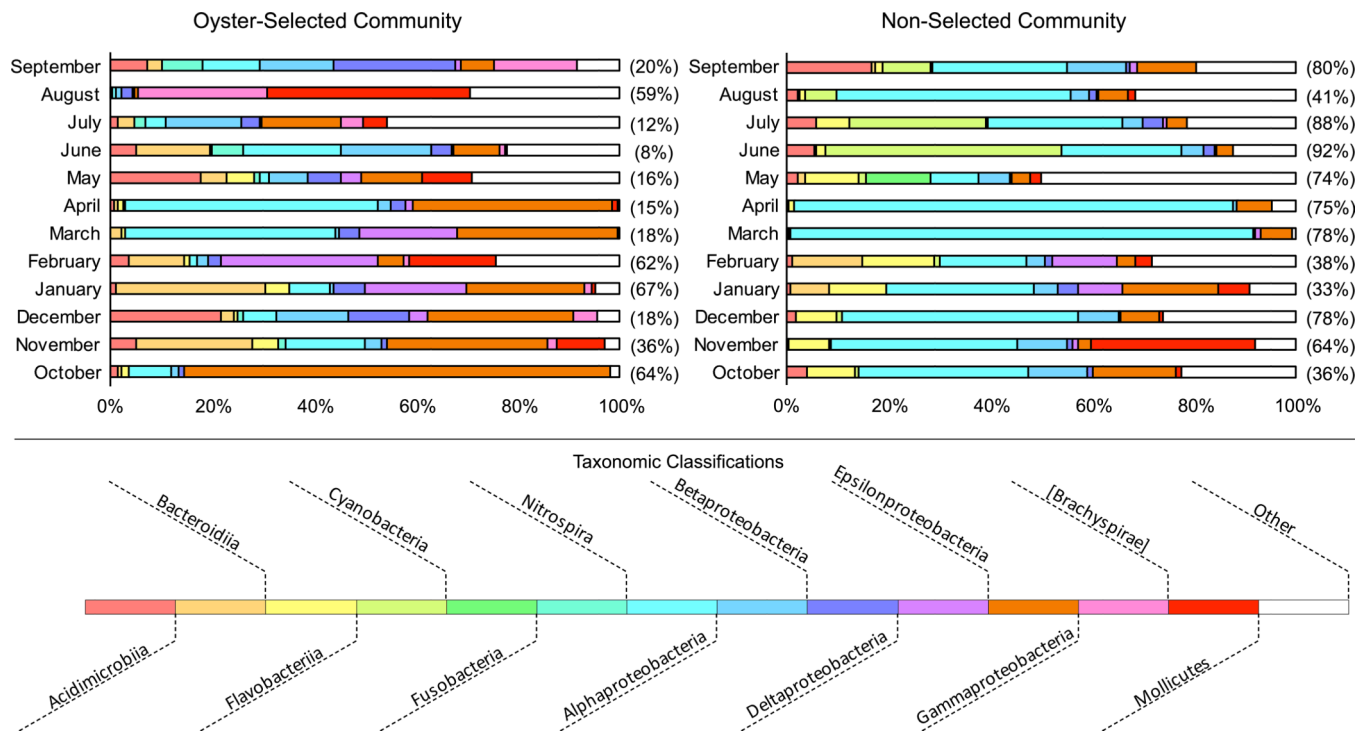 Oyster-Selected Community
Non-Selected Community
September (20%)
August (59%)
July (12%)
June (8%)
May (16%)
April (15%)
March (18%)
February (62%)
January (67%)
December (18%)
November (36%)
October (64%)
0% 20% 40% 60% 80% 100%
September (80%)
August (41%)
July (88%)
June (92%)
May (74%)
April (75%)
March (78%)
February (38%)
January (33%)
December (78%)
November (64%)
October (36%)
0% 20% 40% 60% 80% 100%
Taxonomic Classifications
Bacteroidiia
Cyanobacteria
Nitrospira
Betaproteobacteria
Epsilonproteobacteria
[Brachyspirae]
Other
Acidimicrobiia
Flavobacteriia
Fusobacteria
Alphaproteobacteria
Deltaproteobacteria
Gammaproteobacteria
Mollicutes